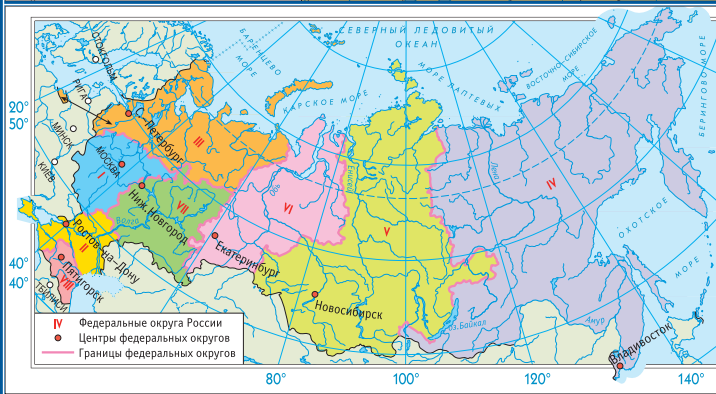 СЕВЕРНЫЙ ЛЕДОВИТЫЙ
ОКЕАН
БАРЕНЦЕВО
МОРЕ
КАРСКОЕ МОРЕ
МОРЕ ЛАПТЕВЫХ
ВОСТОЧНО-СИБИРСКОЕ
МОРЕ
БЕРИНГОВО МОРЕ
ОХОТСКОЕ
МОРЕ
СТОКГОЛЬМ
РИГА
МИНСК
КИЕВ
ТБИЛИСИ
20°
50°
40°
40°
С.-Петербург
МОСКВА
Ниж. Новгород
Волга
Ростов-на-Дону
Пятигорск
Екатеринбург
Новосибирск
Владивосток
Обь
Енисей
Лена
Амур
оз.Байкал
I
II
III
IV
V
VI
VII
VIII
IV Федеральные округа России
Центры федеральных округов
Границы федеральных округов
80°
100°
120°
140°